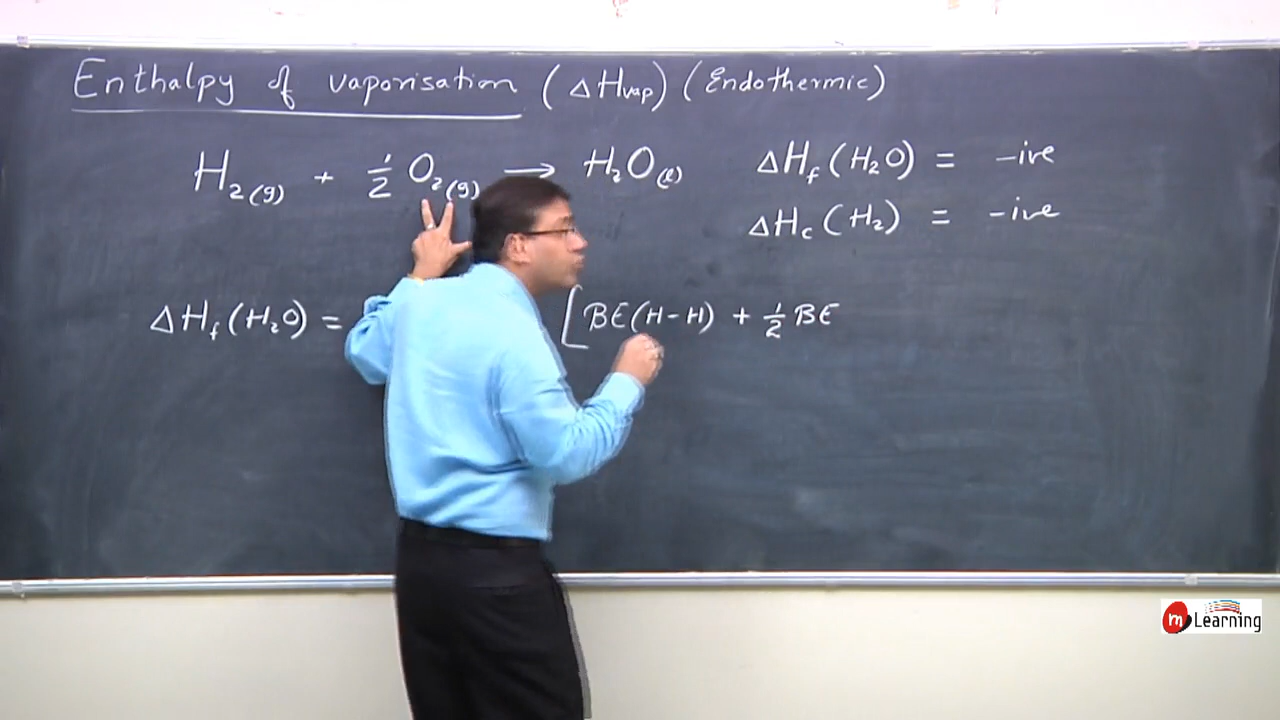 Enthalpy of vaporisation (ΔHvap) (Endothermic)
H₂(g) + ½ O₂(g) → H₂O(ℓ)
ΔHf (H₂O) = -ive
ΔHc (H₂) = -ive
ΔHf (H₂O) = [BE(H-H) + ½ BE
m Learning